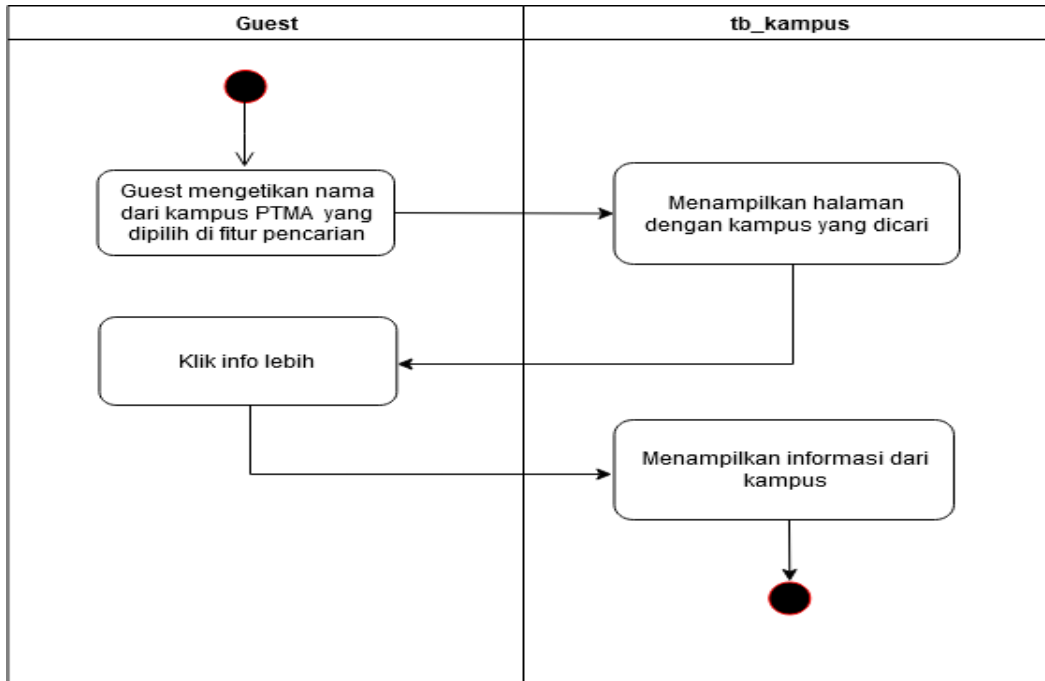 Guest
tb_kampus
Guest mengetikan nama
dari kampus PTMA yang
dipilih di fitur pencarian
Menampilkan halaman
dengan kampus yang dicari
Klik info lebih
Menampilkan informasi dari
kampus